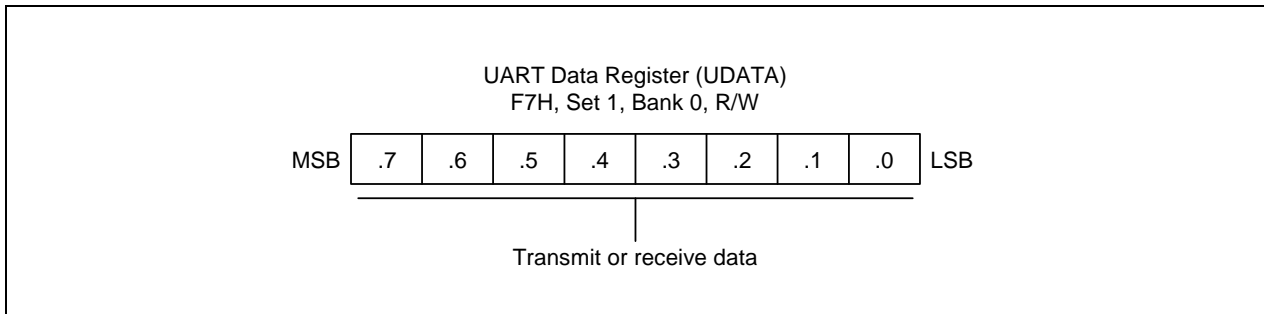 UART Data Register (UDATA)
F7H, Set 1, Bank 0, R/W
MSB .7 .6 .5 .4 .3 .2 .1 .0 LSB
Transmit or receive data